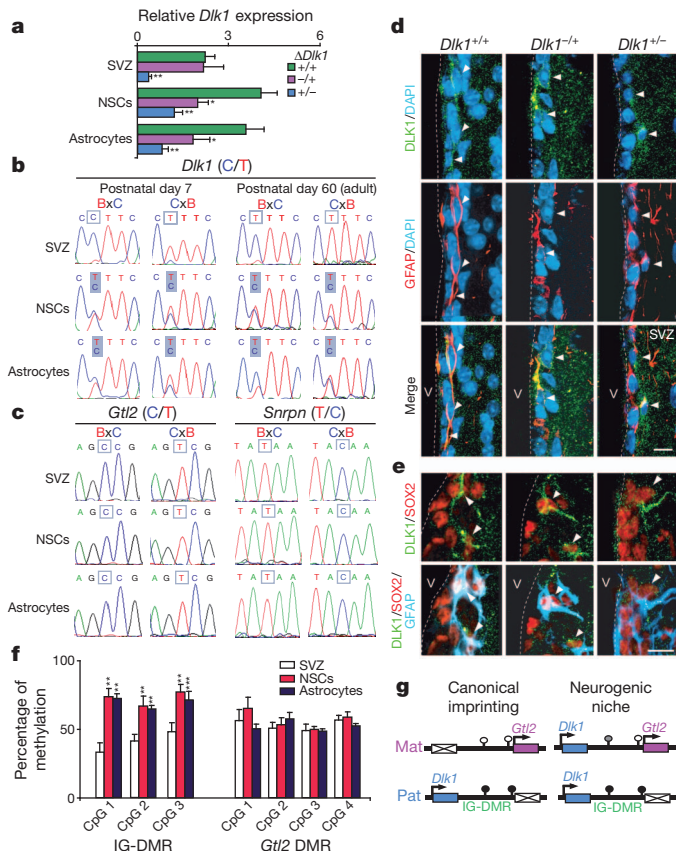 a
Relative Dlk1 expression
0 3 6
ΔDlk1
+/+
−/+
+/−
SVZ
**
NSCs
*
**
Astrocytes
*
**
b
Dlk1 (C/T)
Postnatal day 7 Postnatal day 60 (adult)
BxC CxB BxC CxB
SVZ
C C T T C C T T T C C T T T C C T T T C
NSCs
C T/C T T C C T/C T T C C T/C T T C C T/C T T C
Astrocytes
C T/C T T C C T/C T T C C T/C T T C C T/C T T C
c
Gtl2 (C/T) Snrpn (T/C)
BxC CxB BxC CxB
SVZ
A G C C G A G T C G T A T A A T A C A A
NSCs
A G C C G A G T C G T A T A A T A C A A
Astrocytes
A G C C G A G T C G T A T A A T A C A A
d
Dlk1+/+ Dlk1−/+ Dlk1+/−
DLK1/DAPI
GFAP/DAPI
Merge
V V V
SVZ
e
DLK1/SOX2
DLK1/SOX2/
GFAP
V V V
f
Percentage of
methylation
100
50
0
SVZ
NSCs
Astrocytes
** ** ** ** *** ***
CpG 1 CpG 2 CpG 3 CpG 1 CpG 2 CpG 3 CpG 4
IG-DMR Gtl2 DMR
g
Canonical
imprinting
Neurogenic
niche
Mat
Gtl2
Dlk1 Gtl2
Pat
Dlk1
IG-DMR
Dlk1
IG-DMR